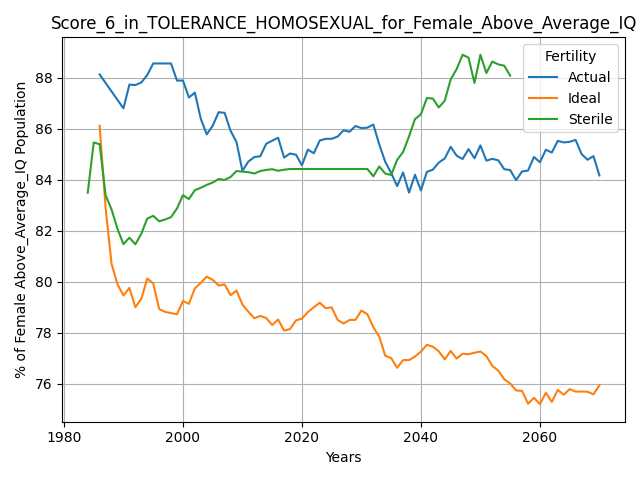 Score_6_in_TOLERANCE_HOMOSEXUAL_for_Female_Above_Average_IQ
% of Female Above_Average_IQ Population
88
86
84
82
80
78
76
Fertility
Actual
Ideal
Sterile
1980 2000 2020 2040 2060
Years